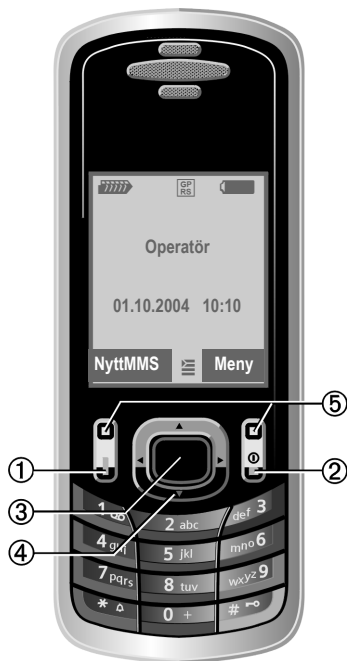 GP
RS
Operatör
01.10.2004 10:10
NyttMMS Meny
5
1
2
3
4
1 def 3
2 abc
4 ghi mno 6
5 jkl
7 pqrs wxyz 9
8 tuv
* #
0 +